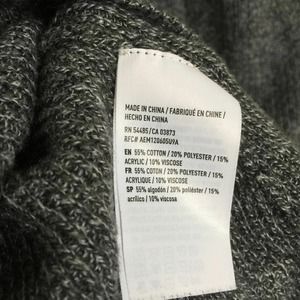 MADE IN CHINA / FABRIQUÉ EN CHINE /
HECHO EN CHINA
RN 54485/CA 03873
RFC# AEM120605U9A
EN 55% COTTON / 20% POLYESTER / 15%
ACRYLIC / 10% VISCOSE
FR 55% COTTON / 20% POLYESTER / 15%
ACRYLIQUE / 10% VISCOSE
SP 55% algodón / 20% poliéster / 15%
acrílico / 10% viscosa